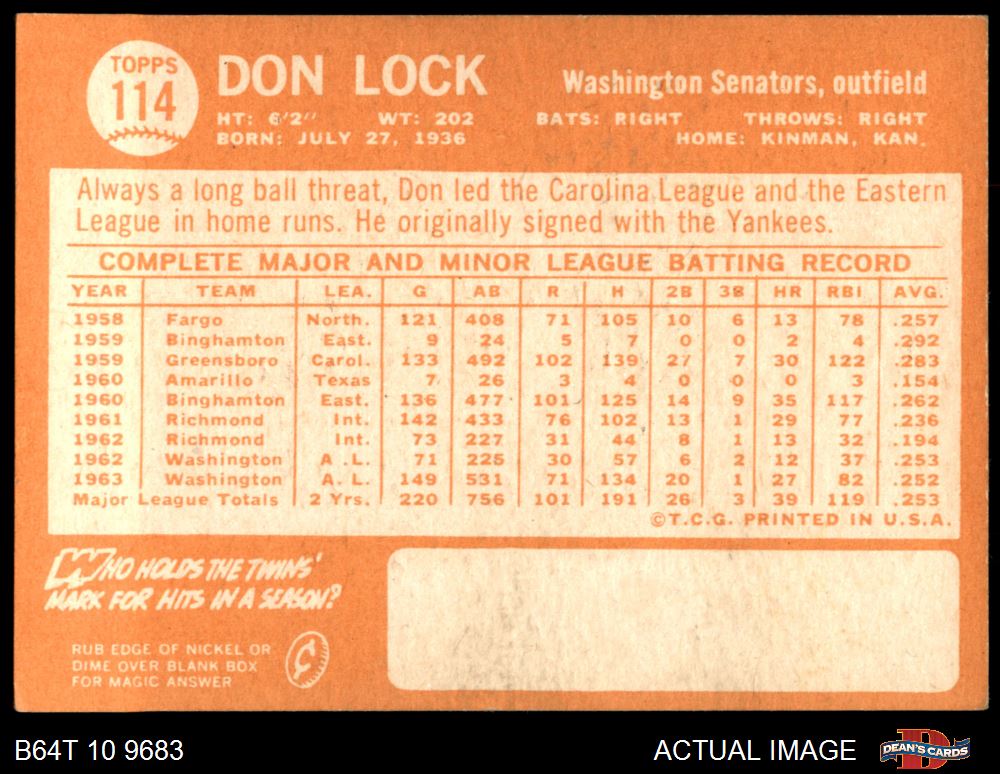 TOPPS
114
DON LOCK
Washington Senators, outfield
HT: 6'2" WT: 202 BATS: RIGHT THROWS: RIGHT
BORN: JULY 27, 1936 HOME: KINMAN, KAN.
Always a long ball threat, Don led the Carolina League and the Eastern
League in home runs. He originally signed with the Yankees.
COMPLETE MAJOR AND MINOR LEAGUE BATTING RECORD
YEAR TEAM LEA. G AB R H 2B 3B HR RBI AVG.
1958 Fargo North. 121 408 71 105 10 6 13 78 .257
1959 Binghamton East. 9 24 5 7 0 0 2 4 .292
1959 Greensboro Carol. 133 492 102 139 27 7 30 122 .283
1960 Amarillo Texas 7 26 3 4 0 0 0 3 .154
1960 Binghamton East. 136 477 101 125 14 9 35 117 .262
1961 Richmond Int. 142 433 76 102 13 1 29 77 .236
1962 Richmond Int. 73 227 31 44 8 1 13 32 .194
1962 Washington A .L. 71 225 30 57 6 2 12 37 .253
1963 Washington A. L. 149 531 71 134 20 1 27 82 .252
Major League Totals 2 Yrs. 220 756 101 191 26 3 39 119 .253
©T.C.G. PRINTED IN U.S.A.
WHO HOLDS THE TWINS'
MARK FOR HITS IN A SEASON?
RUB EDGE OF NICKEL OR
DIME OVER BLANK BOX
FOR MAGIC ANSWER
B64T 10 9683
ACTUAL IMAGE
DEAN'S CARDS